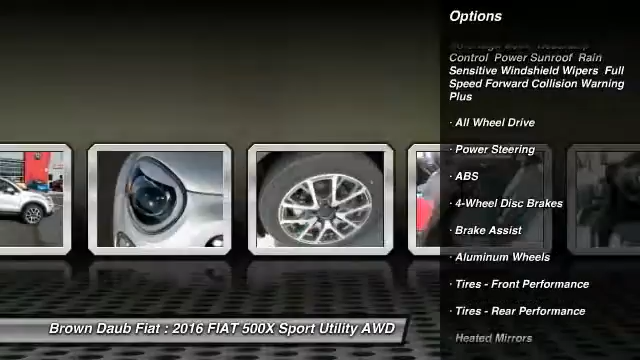 Options
Control Power Sunroof Rain
Sensitive Windshield Wipers Full
Speed Forward Collision Warning
Plus
· All Wheel Drive
· Power Steering
· ABS
· 4-Wheel Disc Brakes
· Brake Assist
· Aluminum Wheels
· Tires - Front Performance
· Tires - Rear Performance
· Heated Mirrors
Brown Daub Fiat : 2016 FIAT 500X Sport Utility AWD